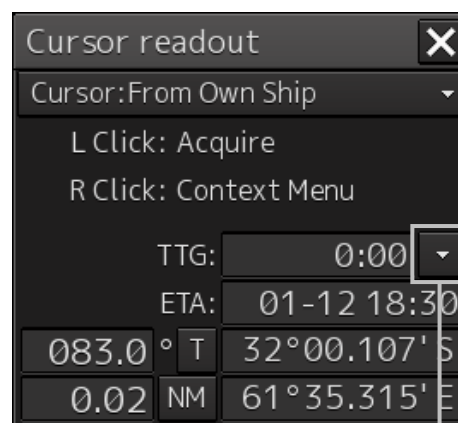 Cursor readout
Cursor:From Own Ship
L Click: Acquire
R Click: Context Menu
TTG: 0:00
ETA: 01-12 18:30
083.0 ° T 32°00.107' S
0.02 NM 61°35.315' E